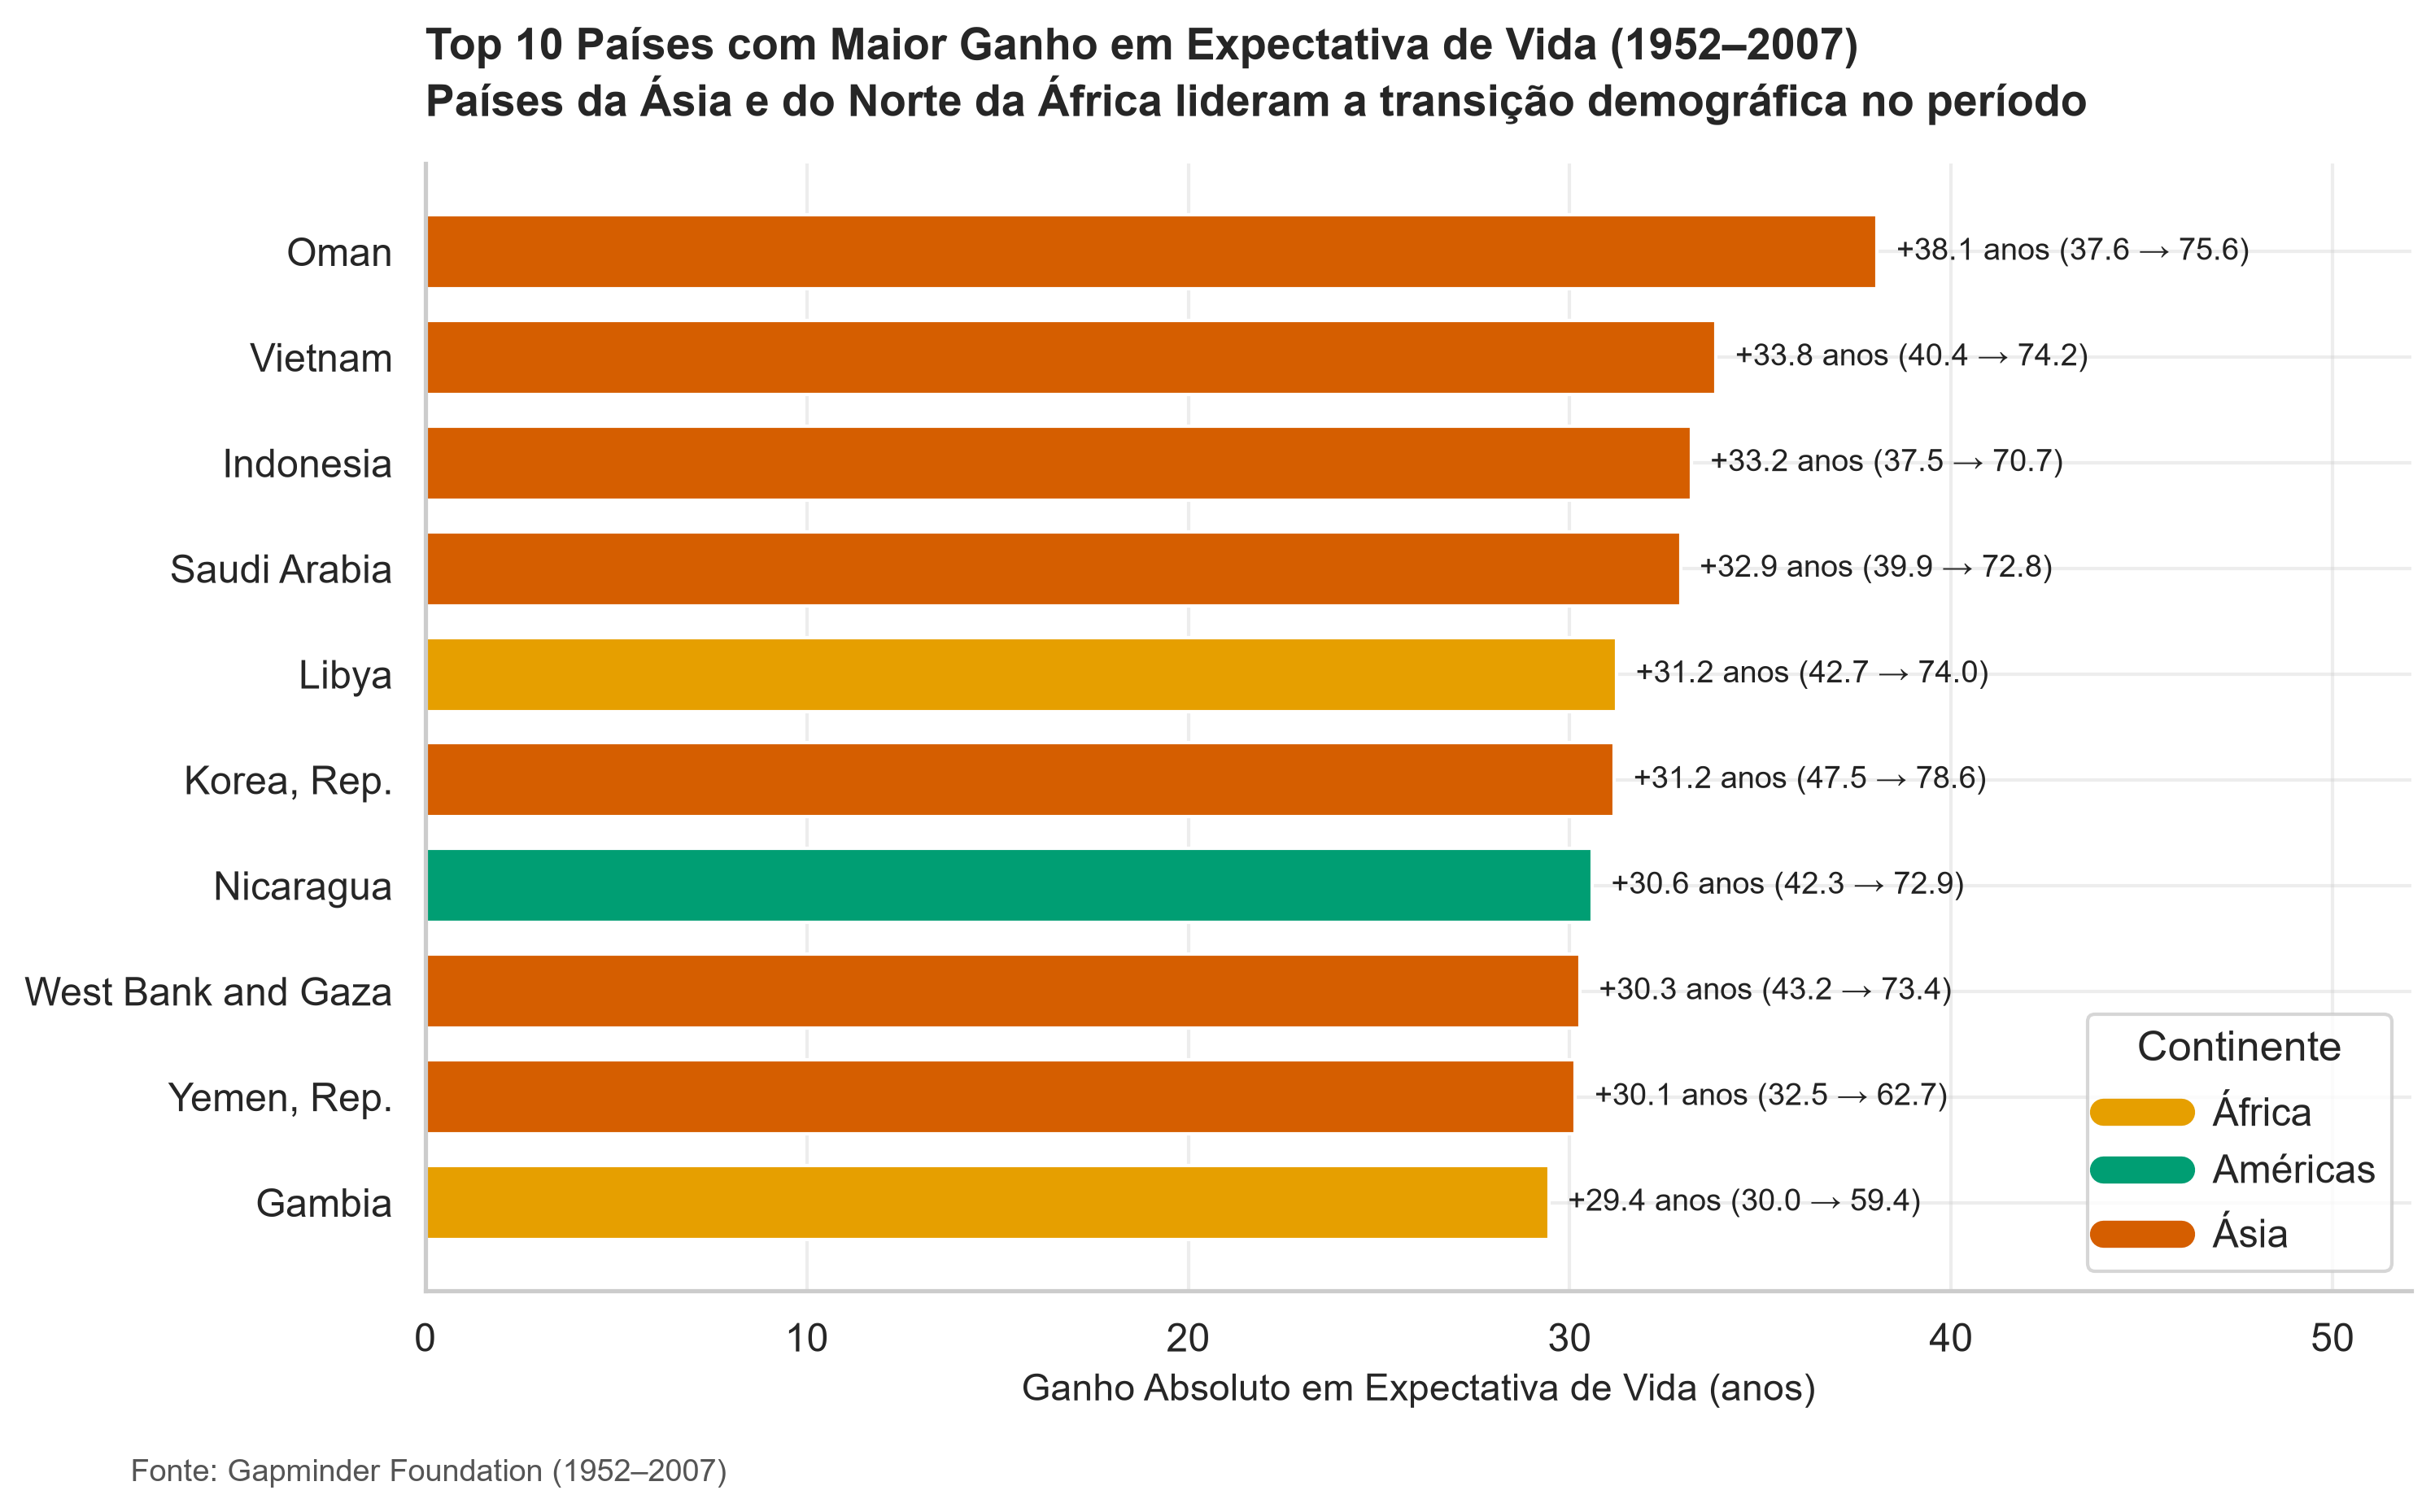 Top 10 Países com Maior Ganho em Expectativa de Vida (1952–2007)
Países da Ásia e do Norte da África lideram a transição demográfica no período
Oman
+38.1 anos (37.6 → 75.6)
Vietnam
+33.8 anos (40.4 → 74.2)
Indonesia
+33.2 anos (37.5 → 70.7)
Saudi Arabia
+32.9 anos (39.9 → 72.8)
Libya
+31.2 anos (42.7 → 74.0)
Korea, Rep.
+31.2 anos (47.5 → 78.6)
Nicaragua
+30.6 anos (42.3 → 72.9)
West Bank and Gaza
+30.3 anos (43.2 → 73.4)
Yemen, Rep.
+30.1 anos (32.5 → 62.7)
Gambia
+29.4 anos (30.0 → 59.4)
Continente
África
Américas
Ásia
0 10 20 30 40 50
Ganho Absoluto em Expectativa de Vida (anos)
Fonte: Gapminder Foundation (1952–2007)